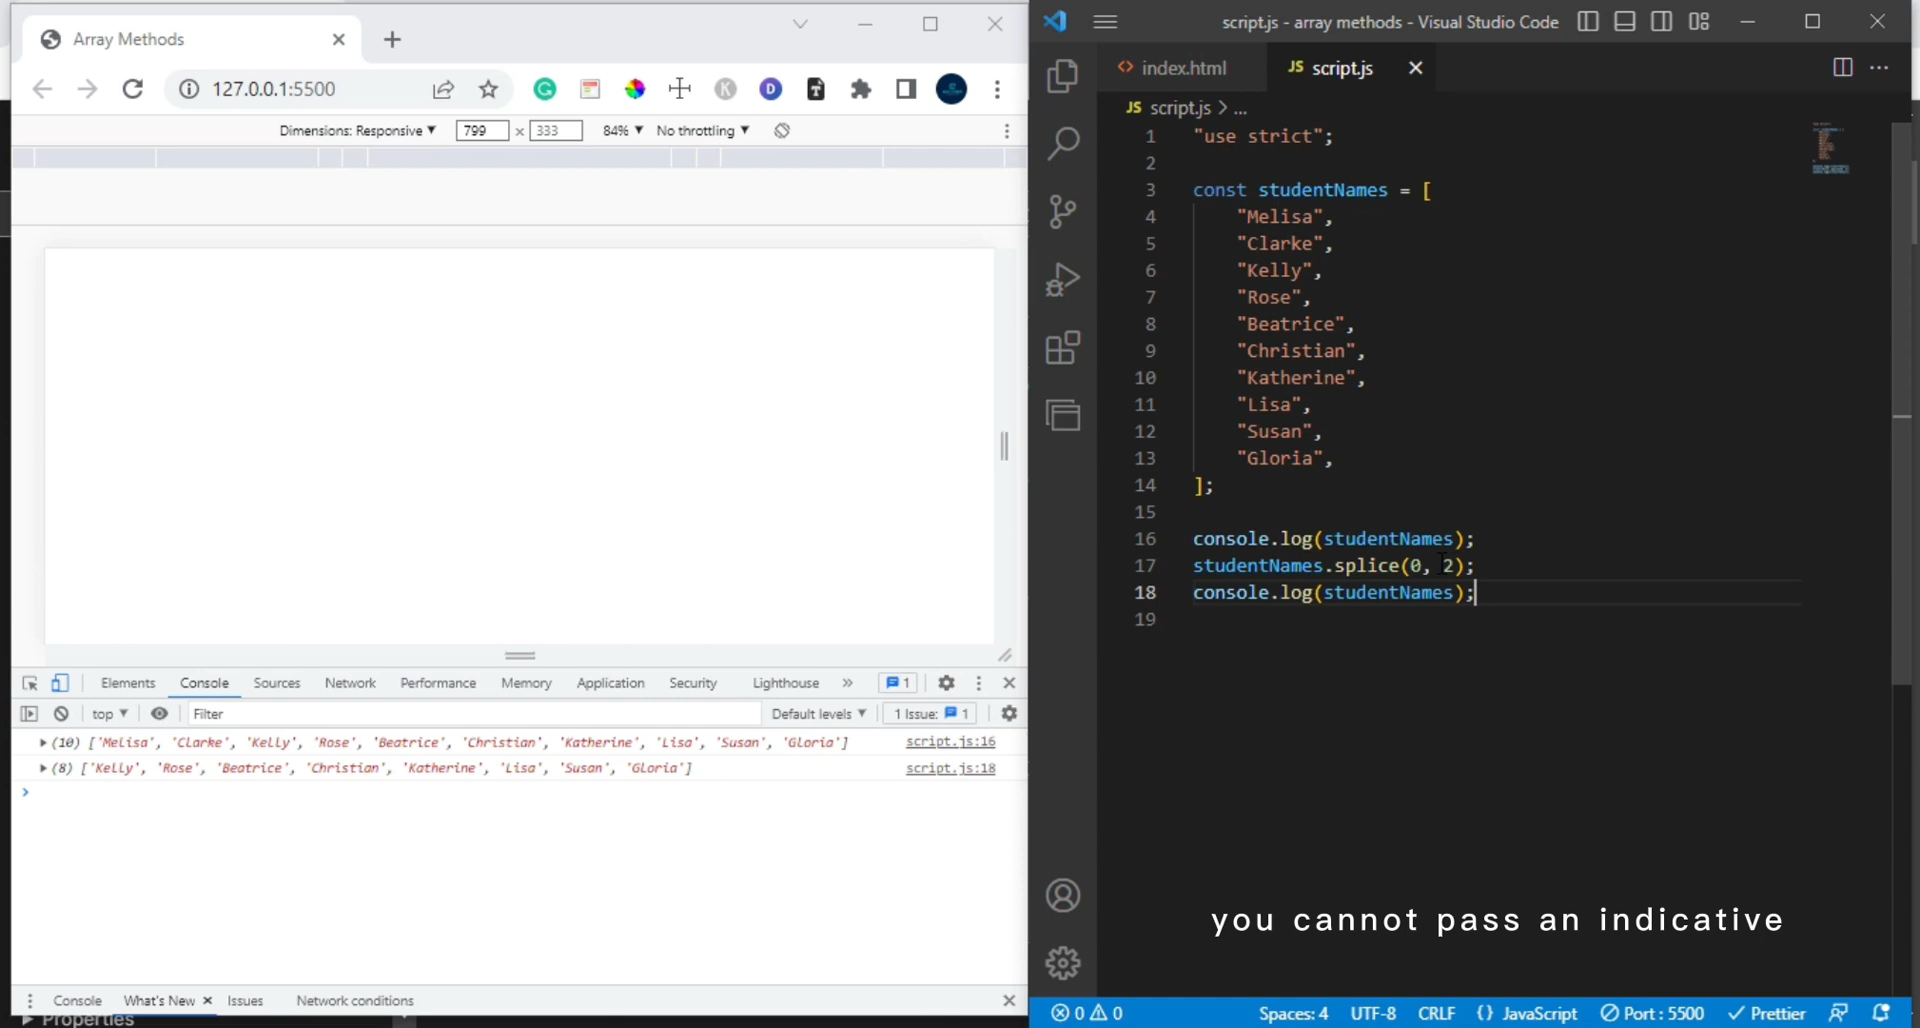 Array Methods
127.0.0.1:5500
Dimensions: Responsive ▼ 799 × 333 84% ▼ No throttling ▼
Elements Console Sources Network Performance Memory Application Security Lighthouse » 1
top ▼ Filter Default levels ▼ 1 Issue: 1
▶(10) ['Melisa', 'Clarke', 'Kelly', 'Rose', 'Beatrice', 'Christian', 'Katherine', 'Lisa', 'Susan', 'Gloria'] script.js:16
▶(8) ['Kelly', 'Rose', 'Beatrice', 'Christian', 'Katherine', 'Lisa', 'Susan', 'Gloria'] script.js:18
›
Console What's New × Issues Network conditions
Properties
script.js - array methods - Visual Studio Code
<> index.html JS script.js
JS script.js > ...
1 "use strict";
2
3 const studentNames = [
4 "Melisa",
5 "Clarke",
6 "Kelly",
7 "Rose",
8 "Beatrice",
9 "Christian",
10 "Katherine",
11 "Lisa",
12 "Susan",
13 "Gloria",
14 ];
15
16 console.log(studentNames);
17 studentNames.splice(0, 2);
18 console.log(studentNames);
19
you cannot pass an indicative
0 0 Spaces: 4 UTF-8 CRLF {} JavaScript Port : 5500 Prettier